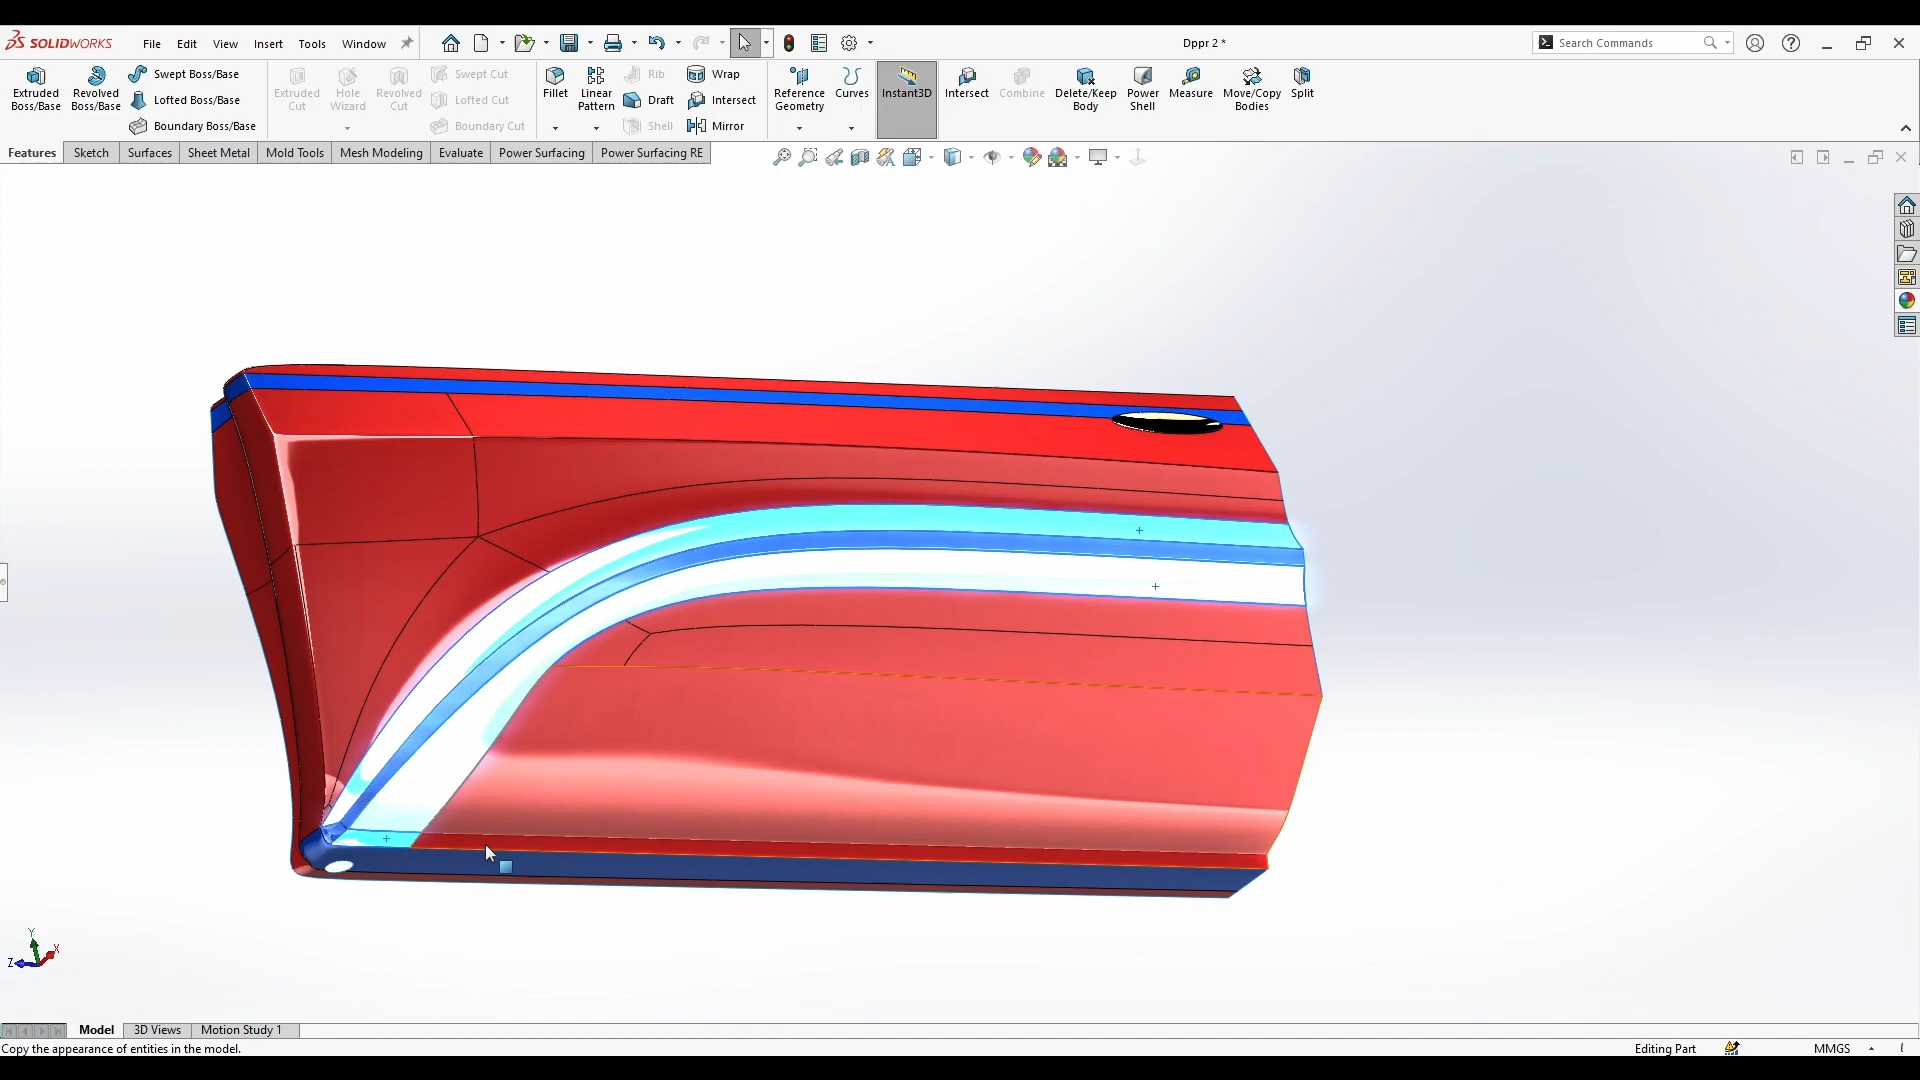 SOLIDWORKS File Edit View Insert Tools Window Dppr 2 * Search Commands
Extruded Boss/Base
Revolved Boss/Base
Swept Boss/Base
Lofted Boss/Base
Boundary Boss/Base
Extruded Cut
Hole Wizard
Revolved Cut
Swept Cut
Lofted Cut
Boundary Cut
Fillet
Linear Pattern
Rib
Draft
Shell
Wrap
Intersect
Mirror
Reference Geometry
Curves
Instant3D
Intersect
Combine
Delete/Keep Body
Power Shell
Measure
Move/Copy Bodies
Split
Features Sketch Surfaces Sheet Metal Mold Tools Mesh Modeling Evaluate Power Surfacing Power Surfacing RE
Y
X
Z
Model 3D Views Motion Study 1
Copy the appearance of entities in the model. Editing Part MMGS